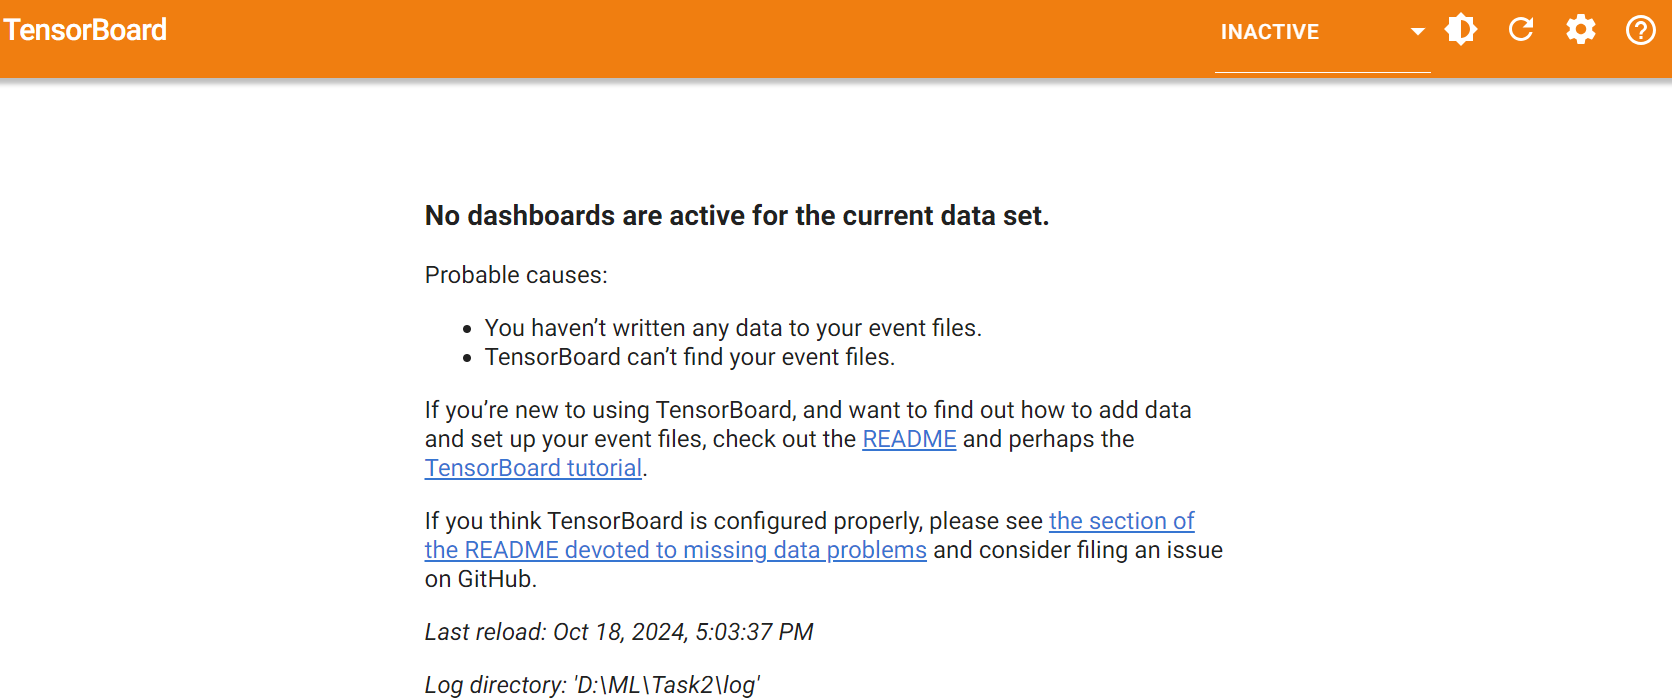 TensorBoard
INACTIVE
No dashboards are active for the current data set.
Probable causes:
• You haven’t written any data to your event files.
• TensorBoard can’t find your event files.
If you’re new to using TensorBoard, and want to find out how to add data
and set up your event files, check out the README and perhaps the
TensorBoard tutorial.
If you think TensorBoard is configured properly, please see the section of
the README devoted to missing data problems and consider filing an issue
on GitHub.
Last reload: Oct 18, 2024, 5:03:37 PM
Log directory: 'D:\ML\Task2\log'